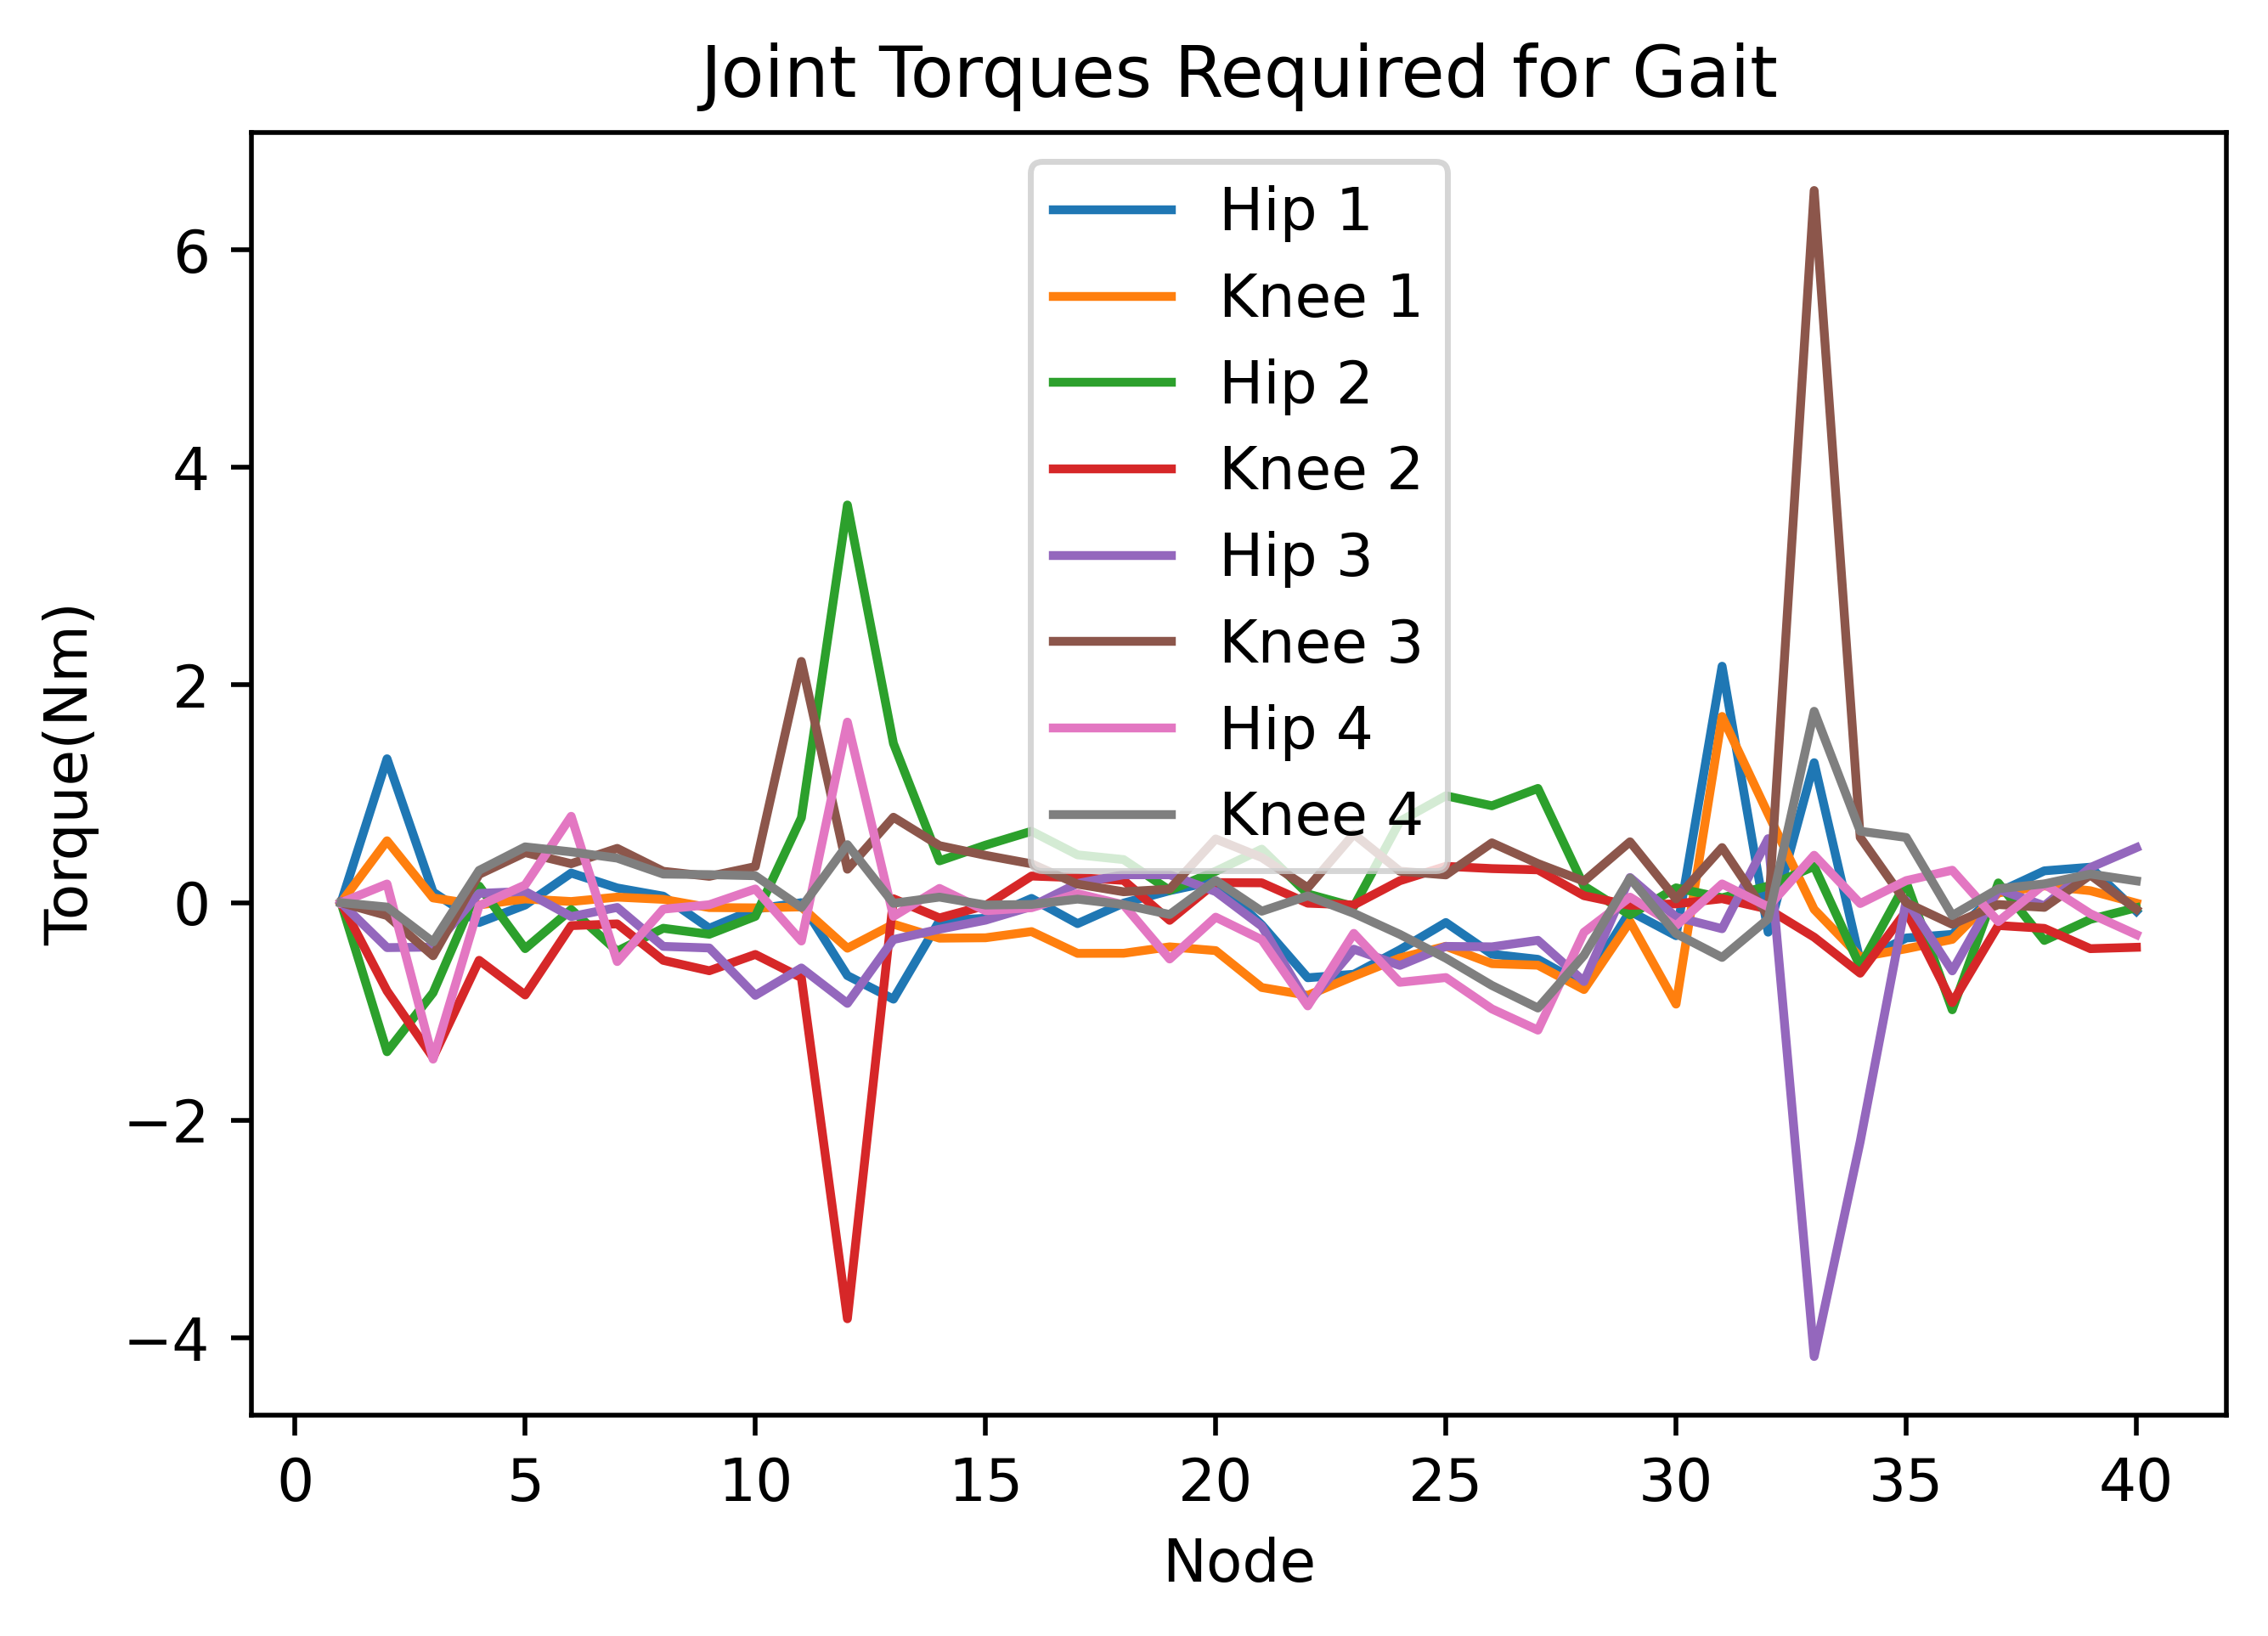 Joint Torques Required for Gait
Hip 1
Knee 1
Hip 2
Knee 2
Hip 3
Knee 3
Hip 4
Knee 4
Torque(Nm)
6
4
2
0
−2
−4
0 5 10 15 20 25 30 35 40
Node